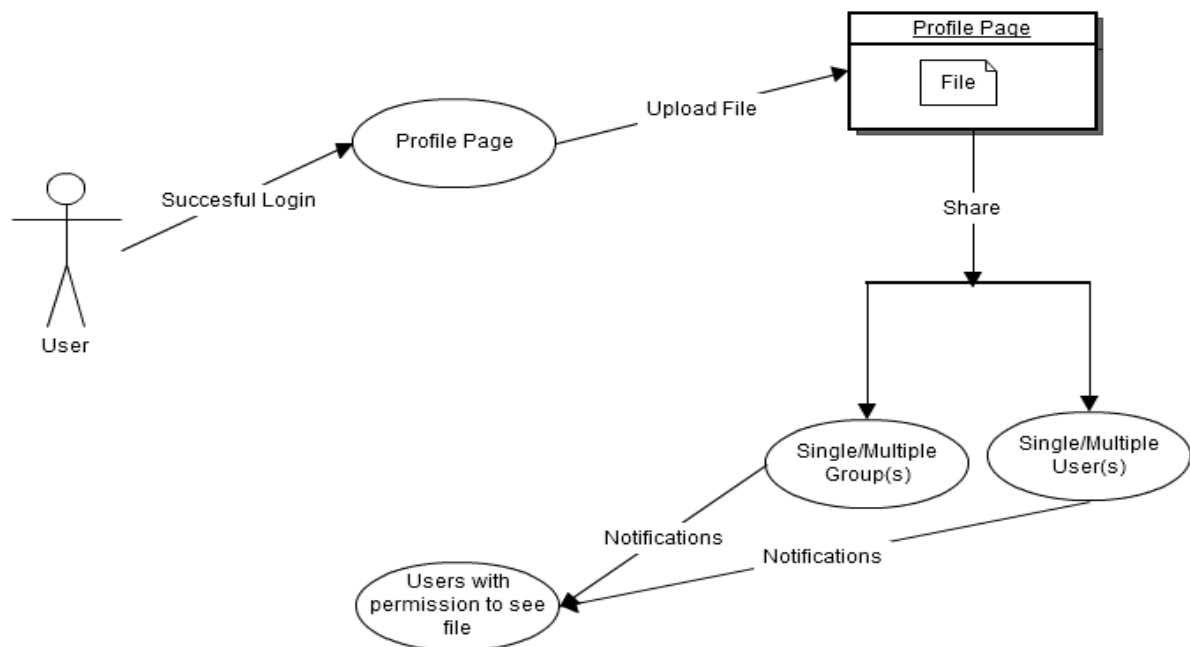 Profile Page
File
Upload File
Profile Page
Succesful Login
User
Share
Single/Multiple
Group(s)
Single/Multiple
User(s)
Notifications
Notifications
Users with
permission to see
file